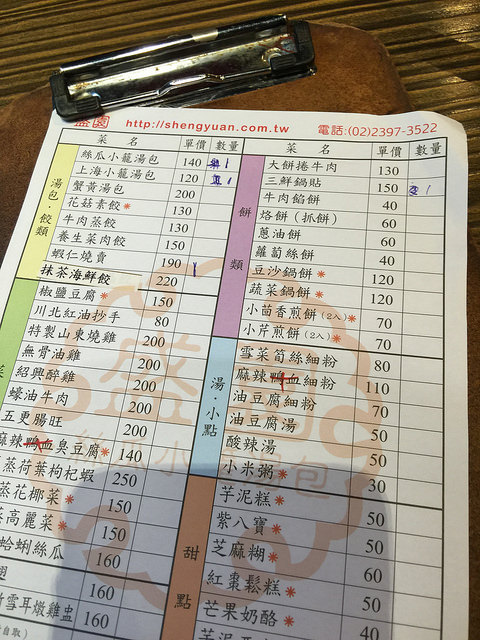 盛園 http://shengyuan.com.tw 電話:(02)2397-3522
菜 名 單價 數量
湯包·餃類
絲瓜小籠湯包 140 1
上海小籠湯包 120 1
蟹黃湯包 200
花菇素餃* 130
牛肉蒸餃 130
養生菜肉餃 150
蝦仁燒賣 190 1
抹茶海鮮餃 220
菜
椒鹽豆腐* 150
川北紅油抄手 80
特製山東燒雞 200
無骨油雞 200
紹興醉雞 200
蠔油牛肉 200
五更腸旺 200
麻辣鴨血臭豆腐* 140
蒸荷葉枸杞蝦 250
蒸花椰菜* 150
高麗菜* 150
蛤蜊絲瓜 160
160
雪耳燉雞盅 160
自取)
菜 名 單價 數量
餅類
大餅捲牛肉 130
三鮮鍋貼 150 1
牛肉餡餅 40
烙餅(抓餅) 60
蔥油餅 60
蘿蔔絲餅 40
豆沙鍋餅* 120
蔬菜鍋餅* 120
小茴香煎餅(2入)* 70
小芹煎餅(2入)* 70
湯·小點
雪菜筍絲細粉 80
麻辣鴨血細粉 110
油豆腐細粉 70
油豆腐湯 50
酸辣湯 50
小米粥* 30
甜點
芋泥糕* 50
紫八寶* 50
芝麻糊* 60
紅棗鬆糕* 50
芒果奶酪* 40